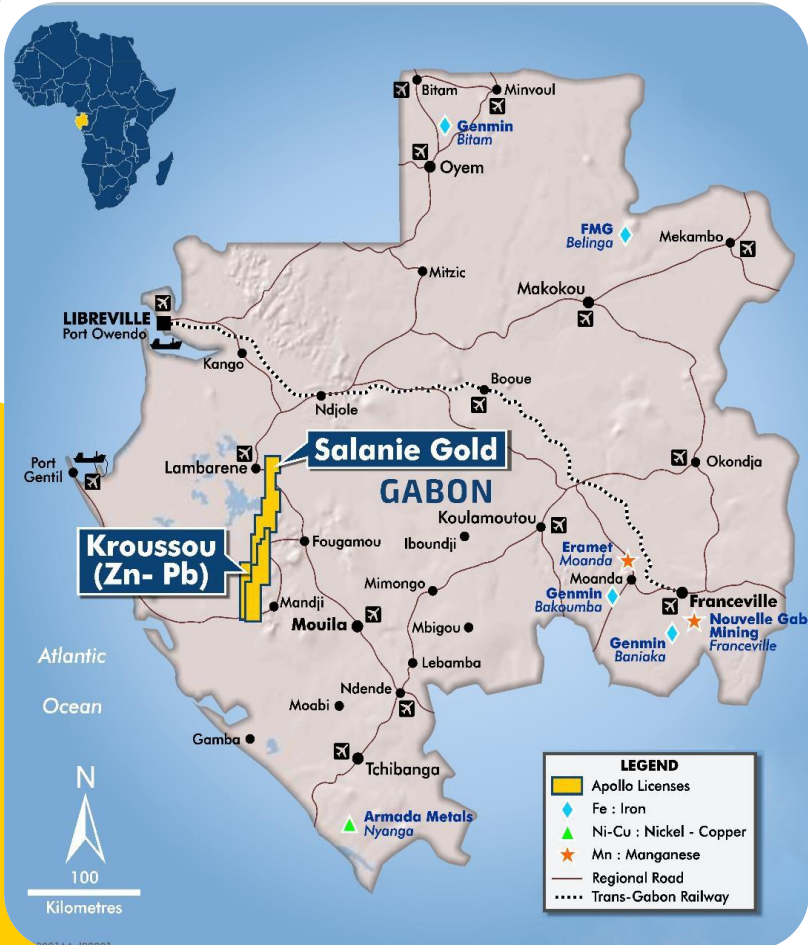 Bitam
Minvoul
Genmin
Bitam
Oyem
FMG
Belinga
Mekambo
Mitzic
Makokou
LIBREVILLE
Port Owendo
Kango
Booue
Ndjole
Port
Gentil
Lambarene
Salanie Gold
Okondja
GABON
Koulamoutou
Kroussou
(Zn- Pb)
Fougamou
Iboundji
Eramet
Moanda
Moanda
Mimongo
Genmin
Bakoumba
Franceville
Mandji
Mouila
Mbigou
Nouvelle Gab
Mining
Franceville
Genmin
Baniaka
Atlantic
Ocean
Lebamba
Ndende
Moabi
Gamba
Tchibanga
Armada Metals
Nyanga
N
100
Kilometres
LEGEND
Apollo Licenses
Fe : Iron
Ni-Cu : Nickel - Copper
Mn : Manganese
Regional Road
Trans-Gabon Railway